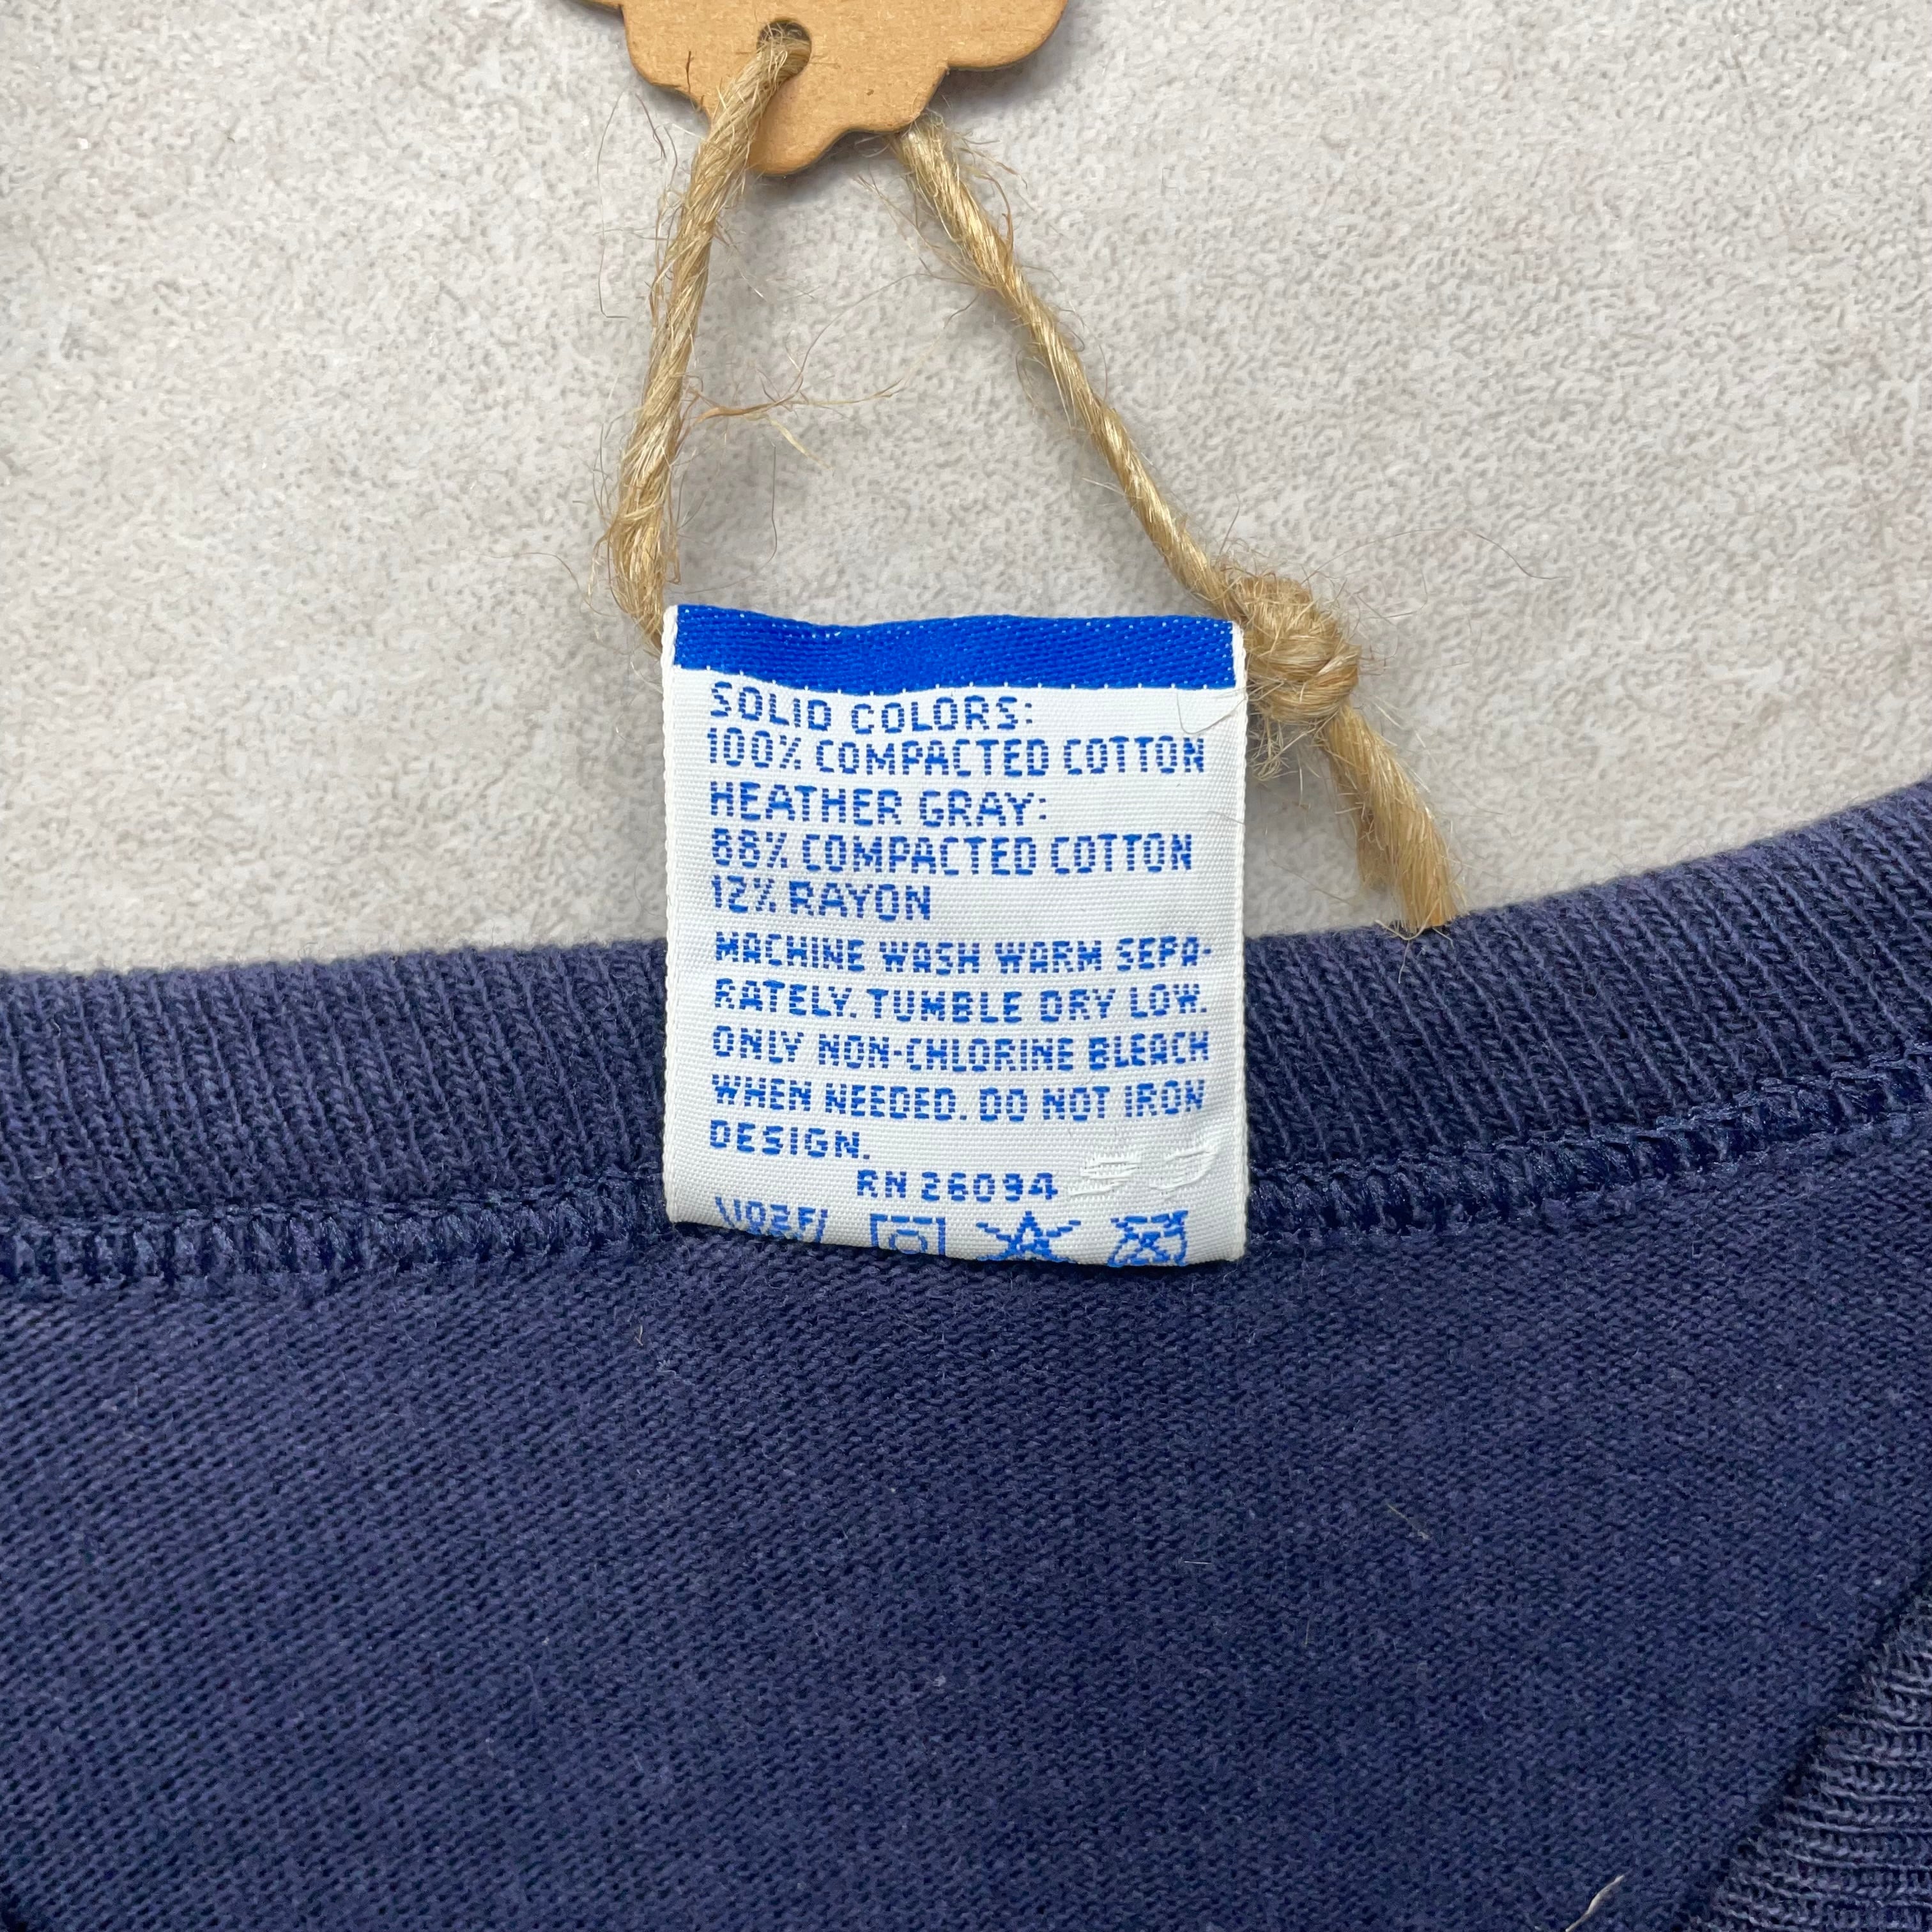 SOLID COLORS:
100% COMPACTED COTTON
HEATHER GRAY:
88% COMPACTED COTTON
12% RAYON
MACHINE WASH WARM SEPA-
RATELY. TUMBLE DRY LOW.
ONLY NON-CHLORINE BLEACH
WHEN NEEDED. DO NOT IRON
DESIGN.
RN 26094